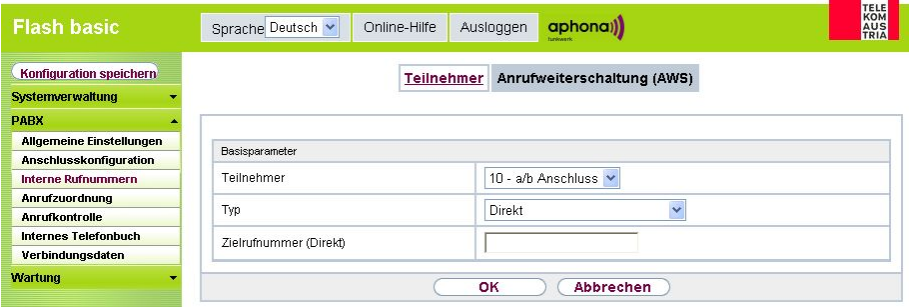 Flash basic
Sprache Deutsch
Online-Hilfe
Ausloggen
aphona
funkwerk
TELE
KOM
AUS
TRIA
Konfiguration speichern
Systemverwaltung
PABX
Allgemeine Einstellungen
Anschlusskonfiguration
Interne Rufnummern
Anrufzuordnung
Anrufkontrolle
Internes Telefonbuch
Verbindungsdaten
Wartung
Teilnehmer
Anrufweiterschaltung (AWS)
Basisparameter
Teilnehmer
10 - a/b Anschluss
Typ
Direkt
Zielrufnummer (Direkt)
OK
Abbrechen